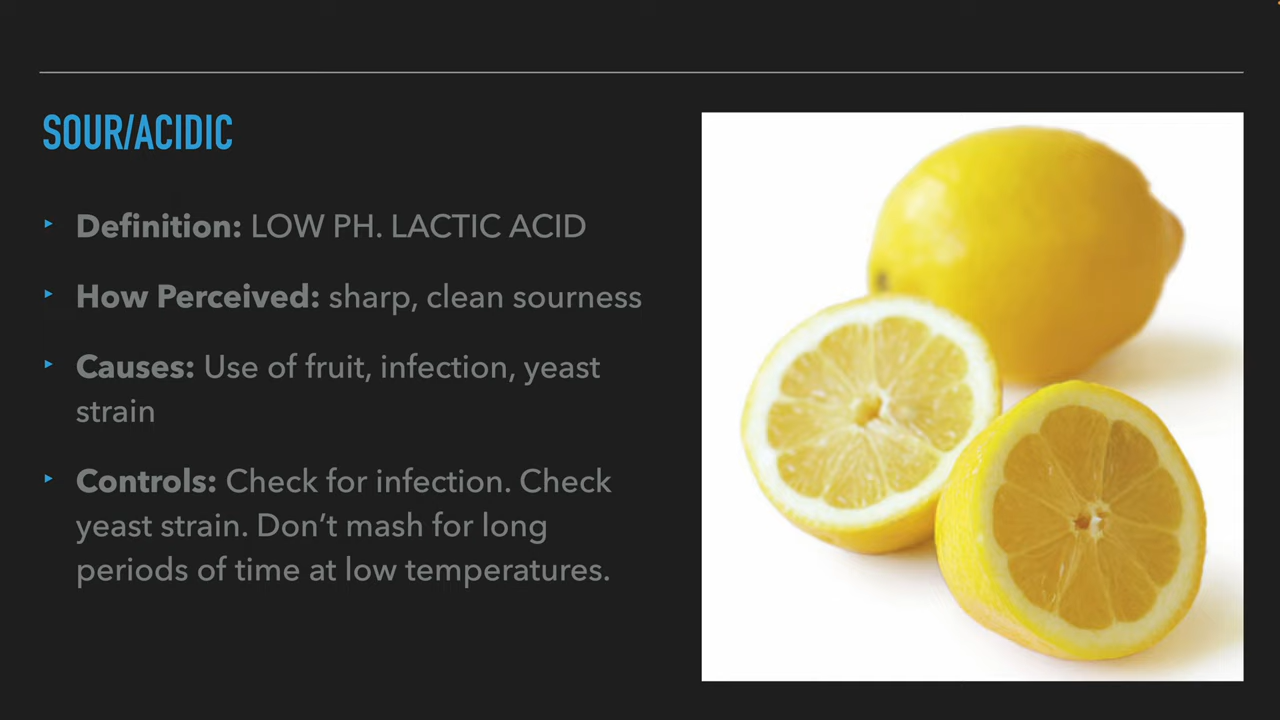 SOUR/ACIDIC
Definition: LOW PH. LACTIC ACID
How Perceived: sharp, clean sourness
Causes: Use of fruit, infection, yeast
strain
Controls: Check for infection. Check
yeast strain. Don’t mash for long
periods of time at low temperatures.